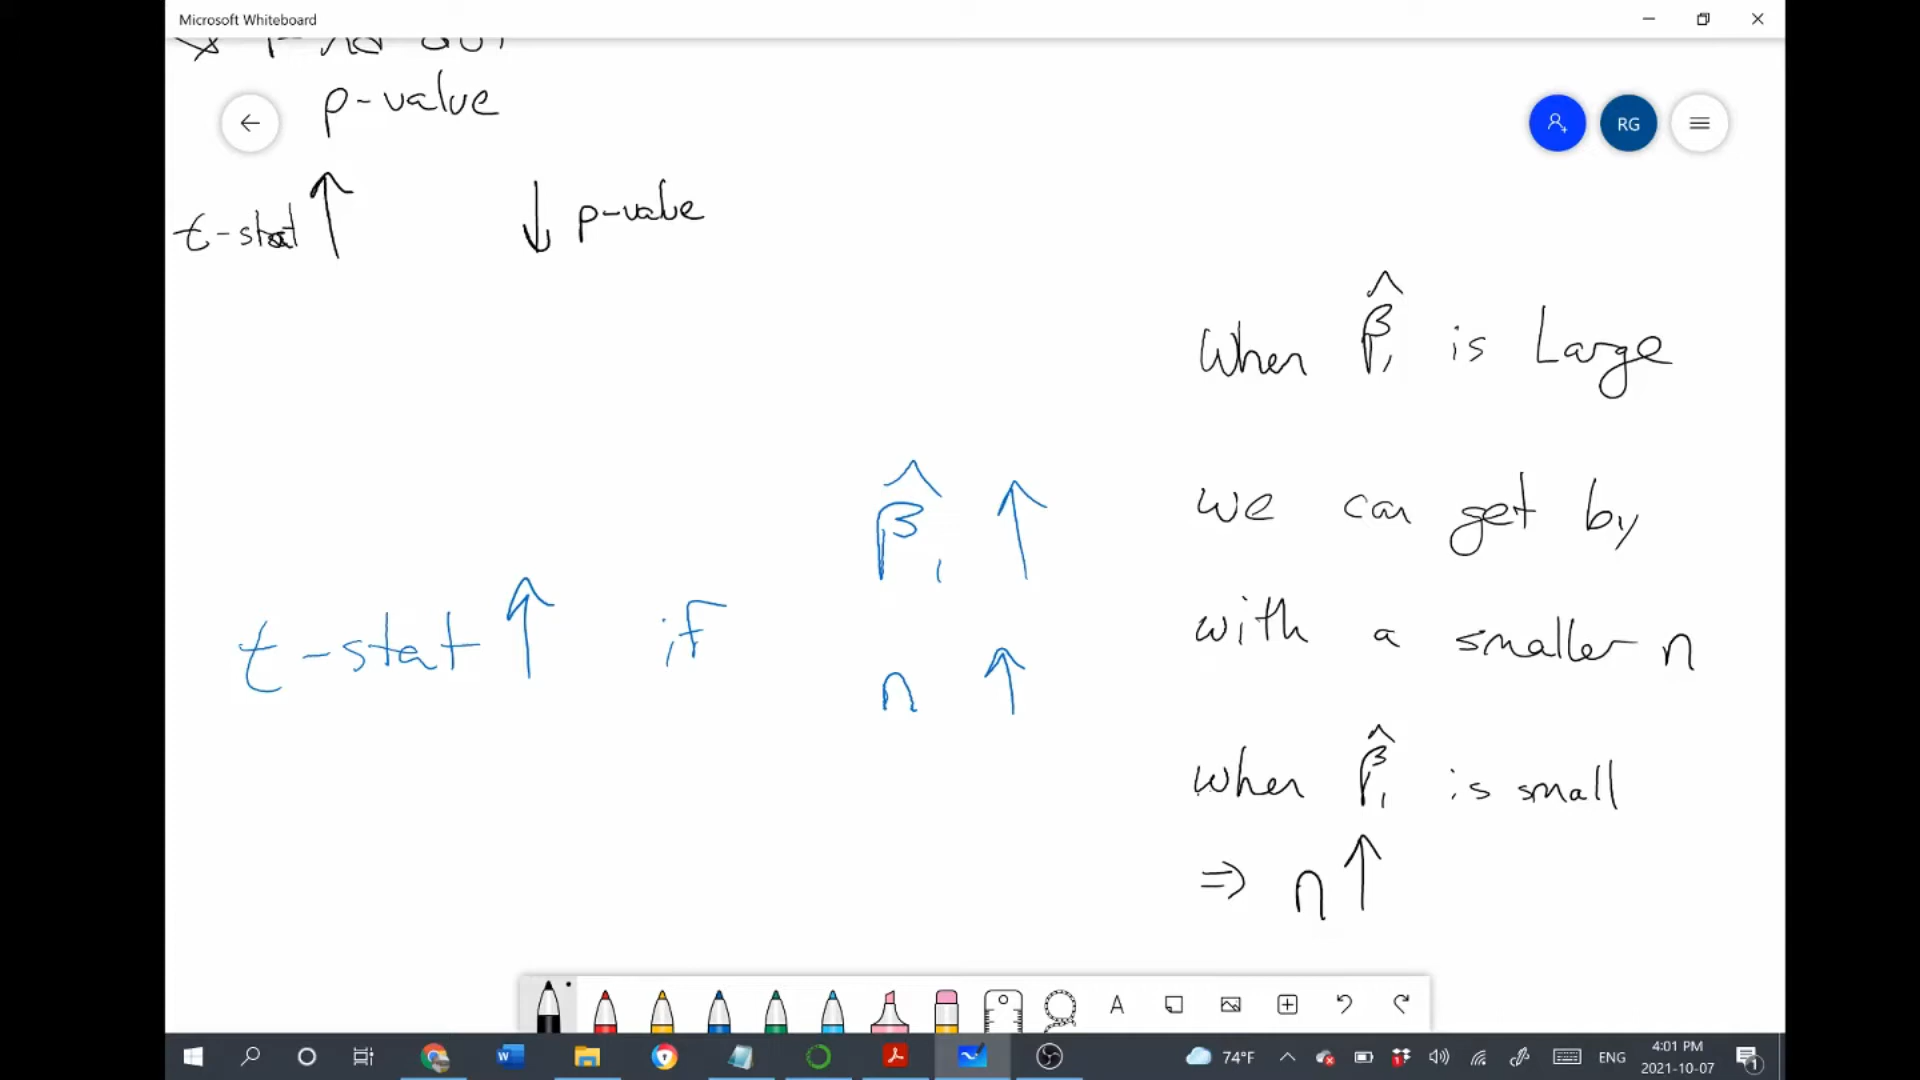 Microsoft Whiteboard
p-value
RG
t-stat ↑ ↓ p-value
When β̂₁ is Large
we can get by
with a smaller n
when β̂₁ is small
⇒ n ↑
β̂₁ ↑
t-stat ↑ if
n ↑
A
74°F
ENG
4:01 PM
2021-10-07
1